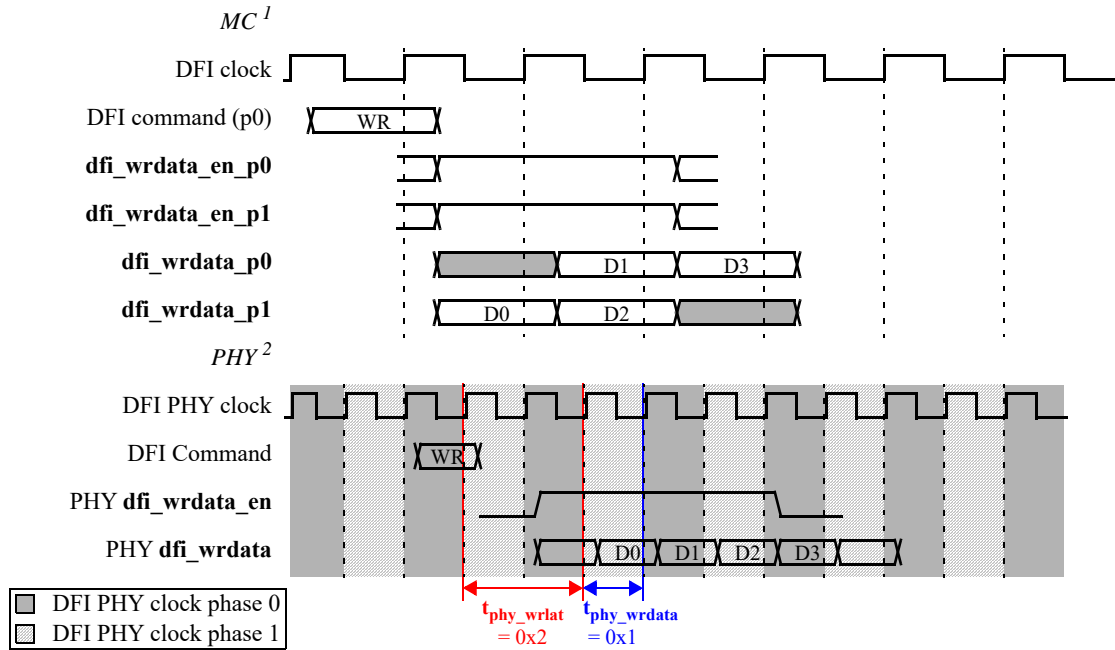 MC 1
DFI clock
DFI command (p0)
WR
dfi_wrdata_en_p0
dfi_wrdata_en_p1
dfi_wrdata_p0
D1
D3
dfi_wrdata_p1
D0
D2
PHY 2
DFI PHY clock
DFI Command
WR
PHY dfi_wrdata_en
PHY dfi_wrdata
D0
D1
D2
D3
tphy_wrlat
= 0x2
tphy_wrdata
= 0x1
DFI PHY clock phase 0
DFI PHY clock phase 1